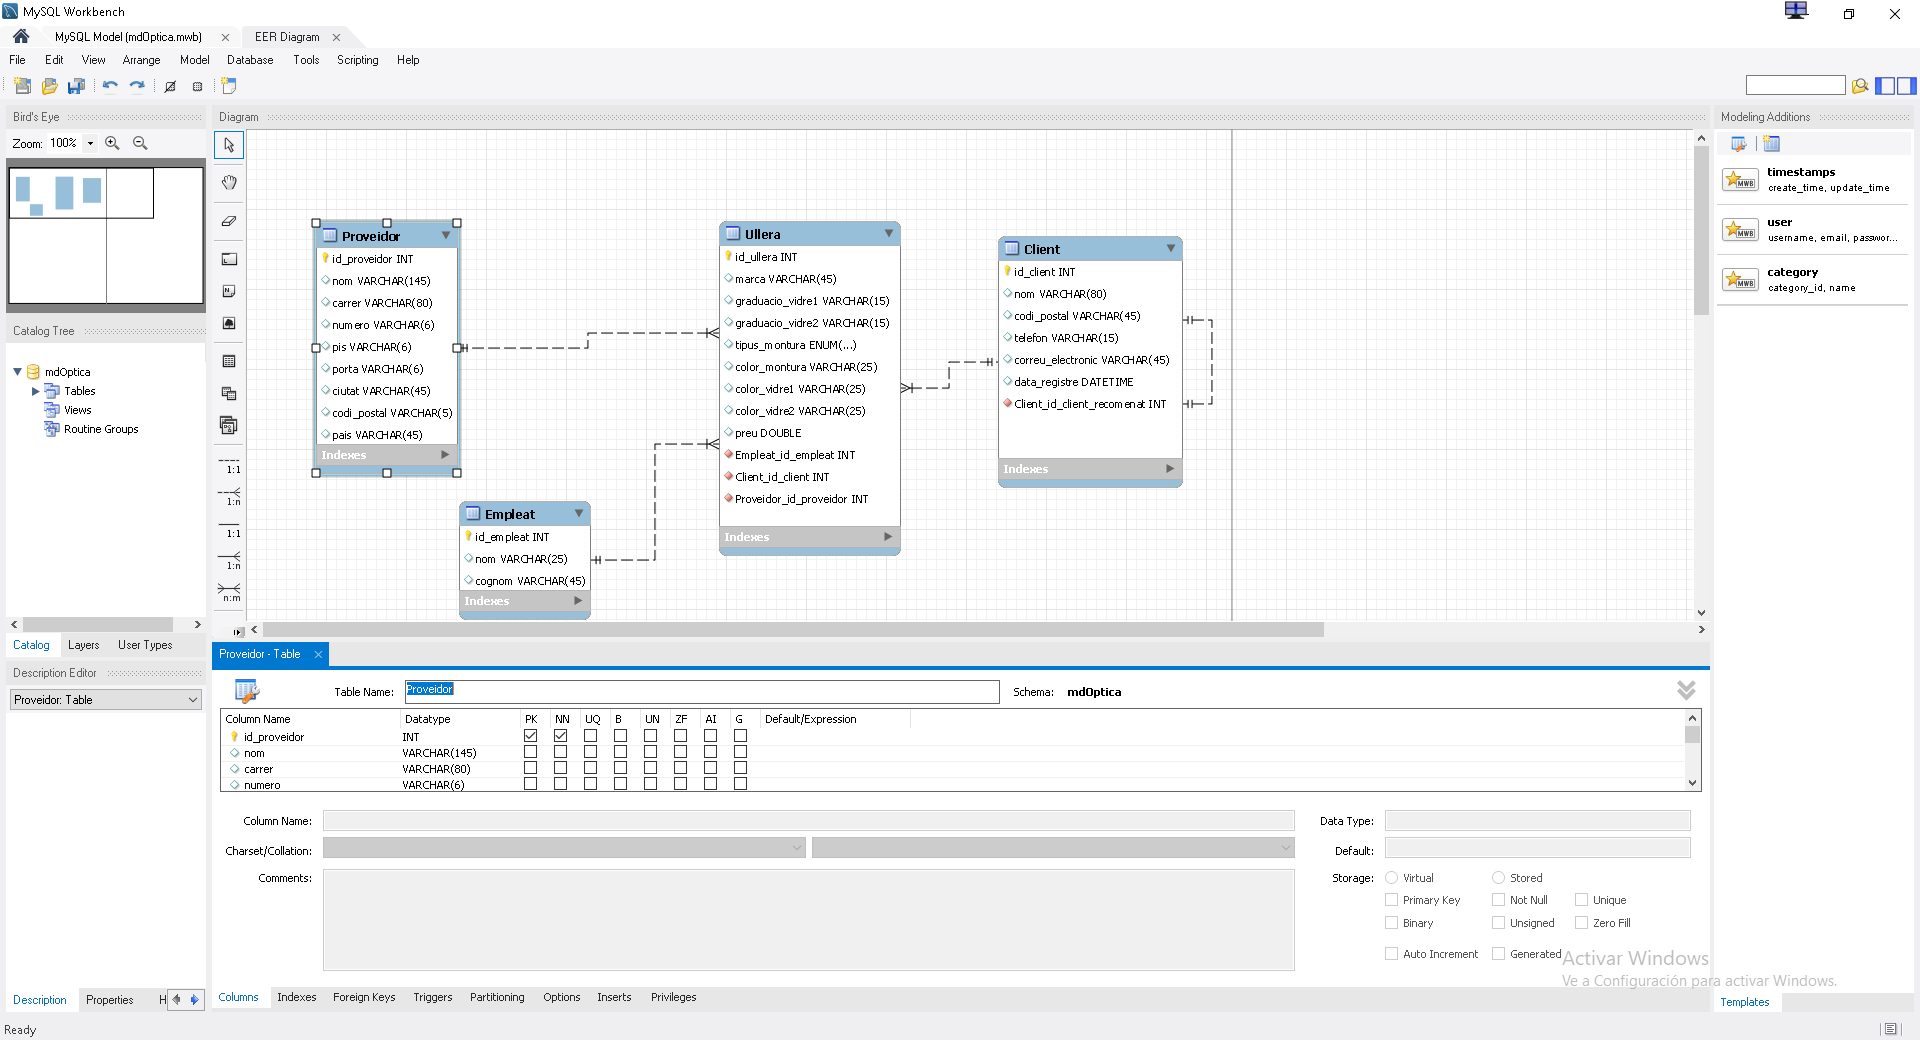 MySQL Workbench
MySQL Model (mdOptica.mwb)
EER Diagram
File Edit View Arrange Model Database Tools Scripting Help
Bird's Eye
Zoom: 100%
Diagram
Modeling Additions
timestamps
create_time, update_time
user
username, email, passwor...
category
category_id, name
Catalog Tree
mdOptica
Tables
Views
Routine Groups
Catalog Layers User Types
Proveidor
id_proveidor INT
nom VARCHAR(145)
carrer VARCHAR(80)
numero VARCHAR(6)
pis VARCHAR(6)
porta VARCHAR(6)
ciutat VARCHAR(45)
codi_postal VARCHAR(5)
pais VARCHAR(45)
Indexes
Empleat
id_empleat INT
nom VARCHAR(25)
cognom VARCHAR(45)
Indexes
Ullera
id_ullera INT
marca VARCHAR(45)
graduacio_vidre1 VARCHAR(15)
graduacio_vidre2 VARCHAR(15)
tipus_montura ENUM(...)
color_montura VARCHAR(25)
color_vidre1 VARCHAR(25)
color_vidre2 VARCHAR(25)
preu DOUBLE
Empleat_id_empleat INT
Client_id_client INT
Proveidor_id_proveidor INT
Indexes
Client
id_client INT
nom VARCHAR(80)
codi_postal VARCHAR(45)
telefon VARCHAR(15)
correu_electronic VARCHAR(45)
data_registre DATETIME
Client_id_client_recomenat INT
Indexes
1:1
1:n
1:1
1:n
n:m
Description Editor
Proveidor: Table
Description Properties H
Proveidor - Table
Table Name: Proveidor Schema: mdOptica
Column Name Datatype PK NN UQ B UN ZF AI G Default/Expression
id_proveidor INT
nom VARCHAR(145)
carrer VARCHAR(80)
numero VARCHAR(6)
Column Name: Data Type:
Charset/Collation: Default:
Comments: Storage: Virtual Stored
Primary Key Not Null Unique
Binary Unsigned Zero Fill
Auto Increment Generated
Activar Windows
Ve a Configuración para activar Windows.
Columns Indexes Foreign Keys Triggers Partitioning Options Inserts Privileges
Templates
Ready